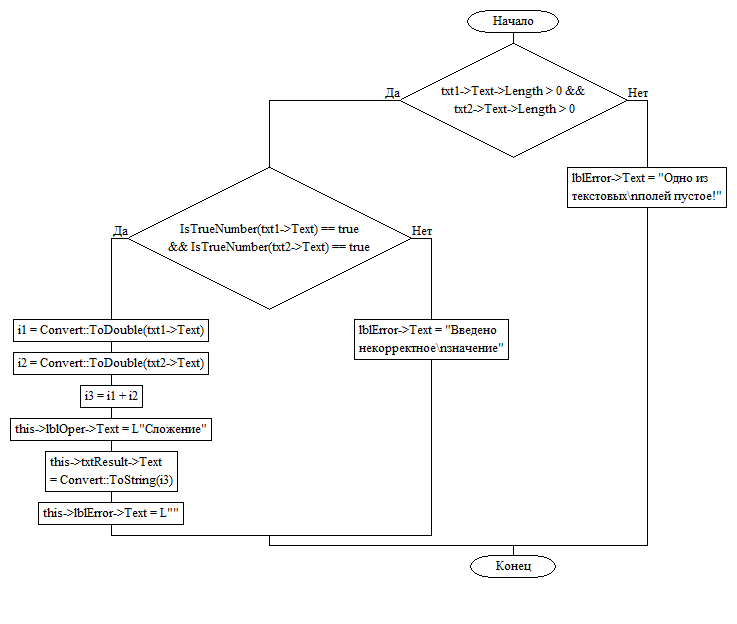 Начало
txt1->Text->Length > 0 &&
txt2->Text->Length > 0
Да
Нет
lblError->Text = "Одно из
текстовых\nполей пустое!"
IsTrueNumber(txt1->Text) == true
&& IsTrueNumber(txt2->Text) == true
Да
Нет
i1 = Convert::ToDouble(txt1->Text)
i2 = Convert::ToDouble(txt2->Text)
i3 = i1 + i2
this->lblOper->Text = L"Сложение"
this->txtResult->Text
= Convert::ToString(i3)
this->lblError->Text = L""
lblError->Text = "Введено
некорректное\nзначение"
Конец